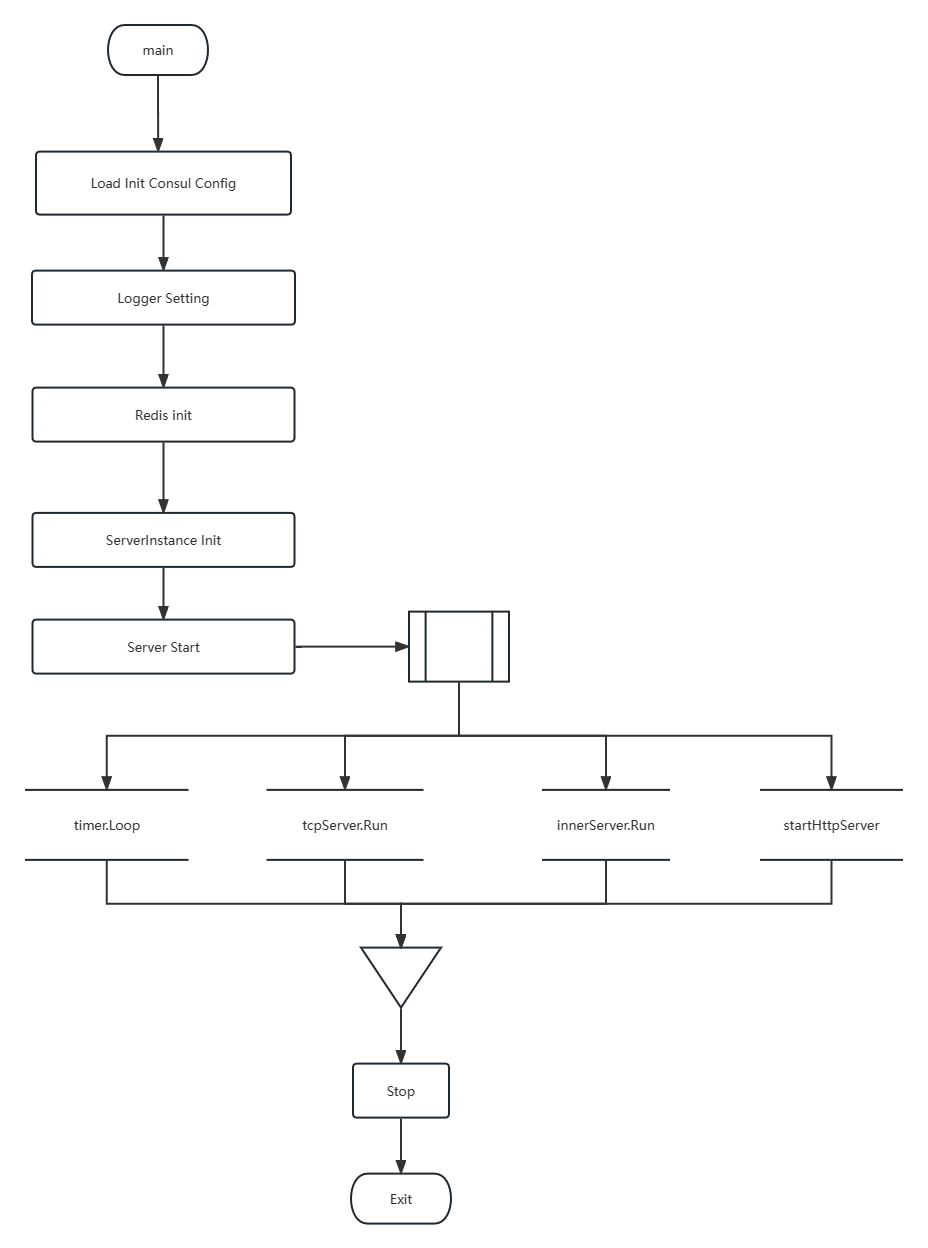 main
Load Init Consul Config
Logger Setting
Redis init
ServerInstance Init
Server Start
timer.Loop
tcpServer.Run
innerServer.Run
startHttpServer
Stop
Exit